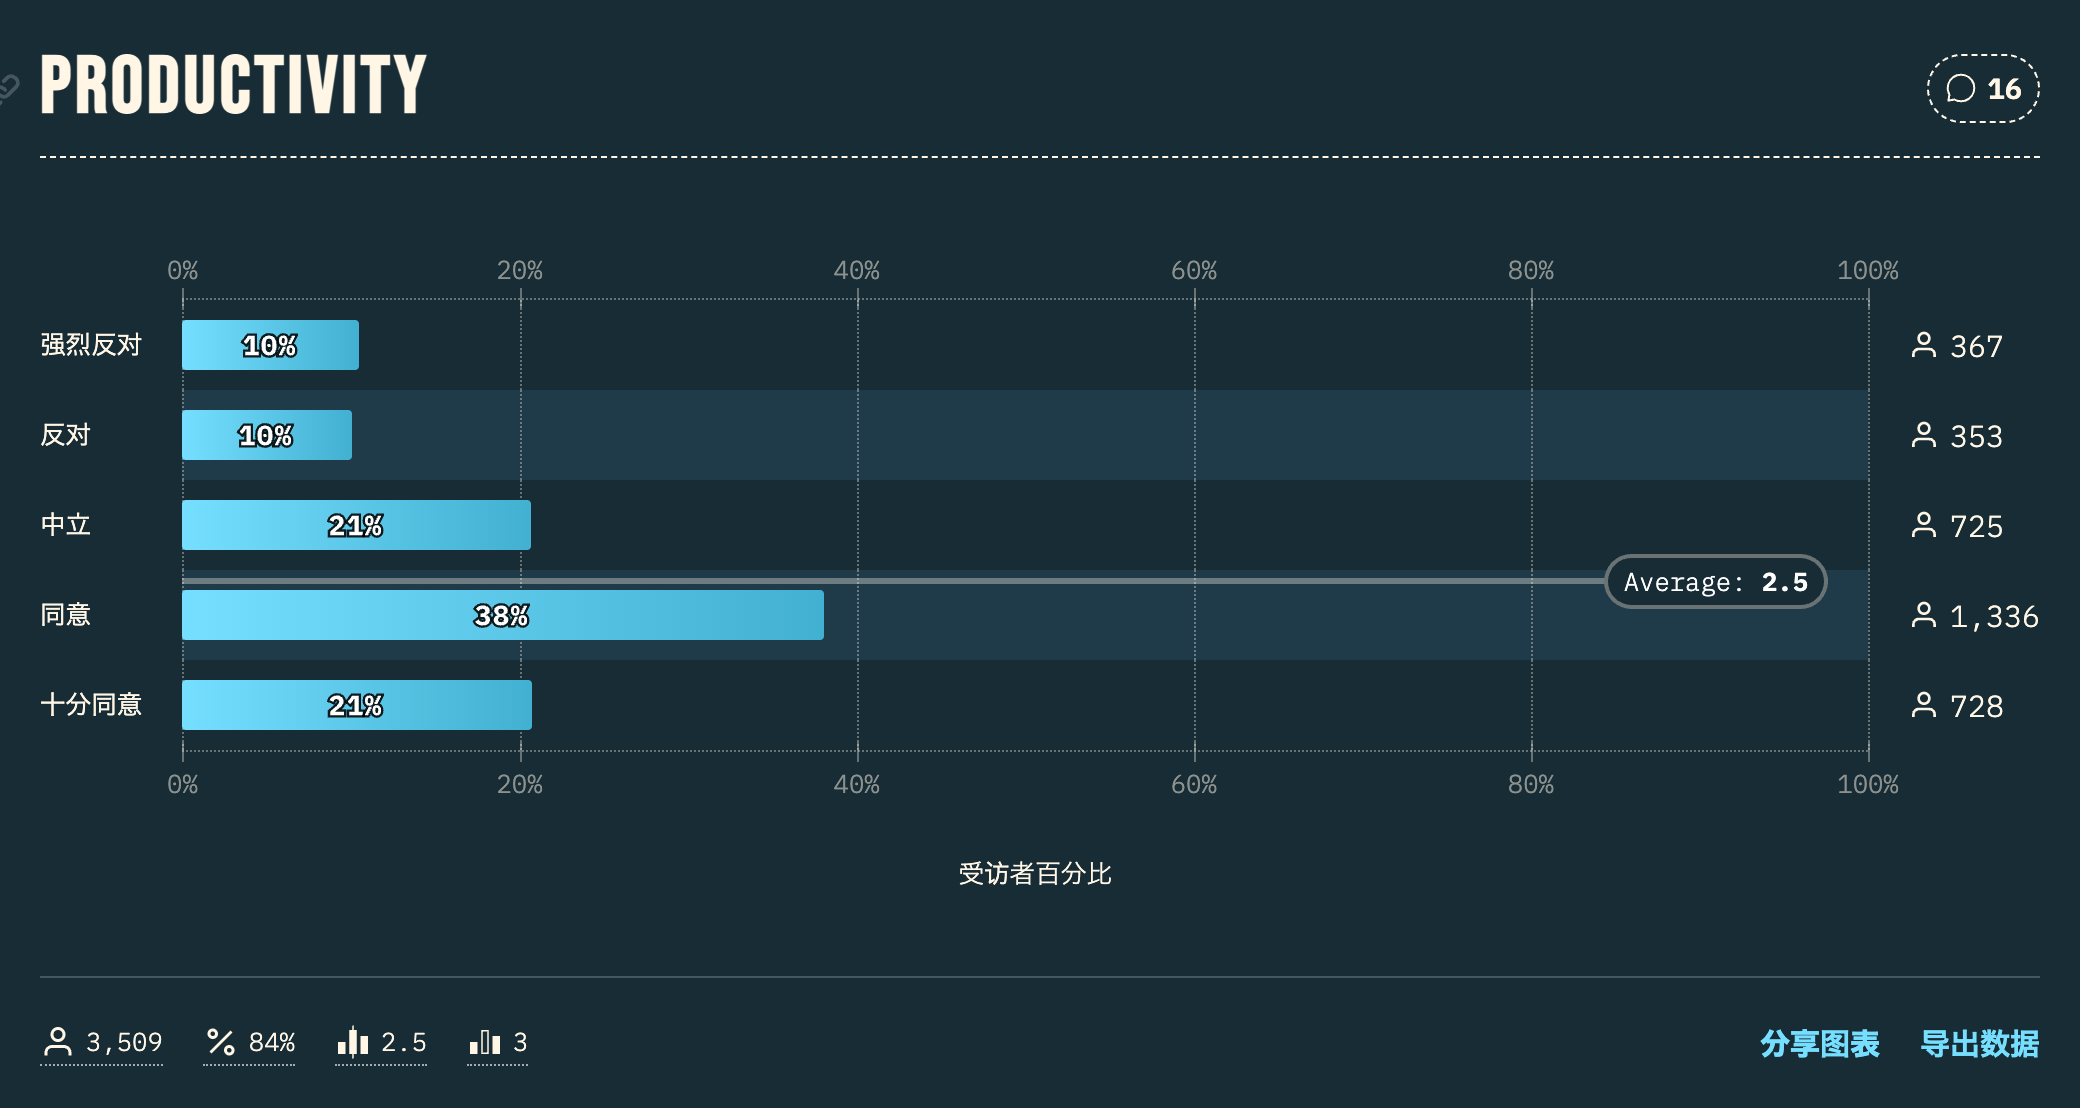 PRODUCTIVITY
16
0% 20% 40% 60% 80% 100%
强烈反对 10% 367
反对 10% 353
中立 21% 725
Average: 2.5
同意 38% 1,336
十分同意 21% 728
0% 20% 40% 60% 80% 100%
受访者百分比
3,509 84% 2.5 3 分享图表 导出数据